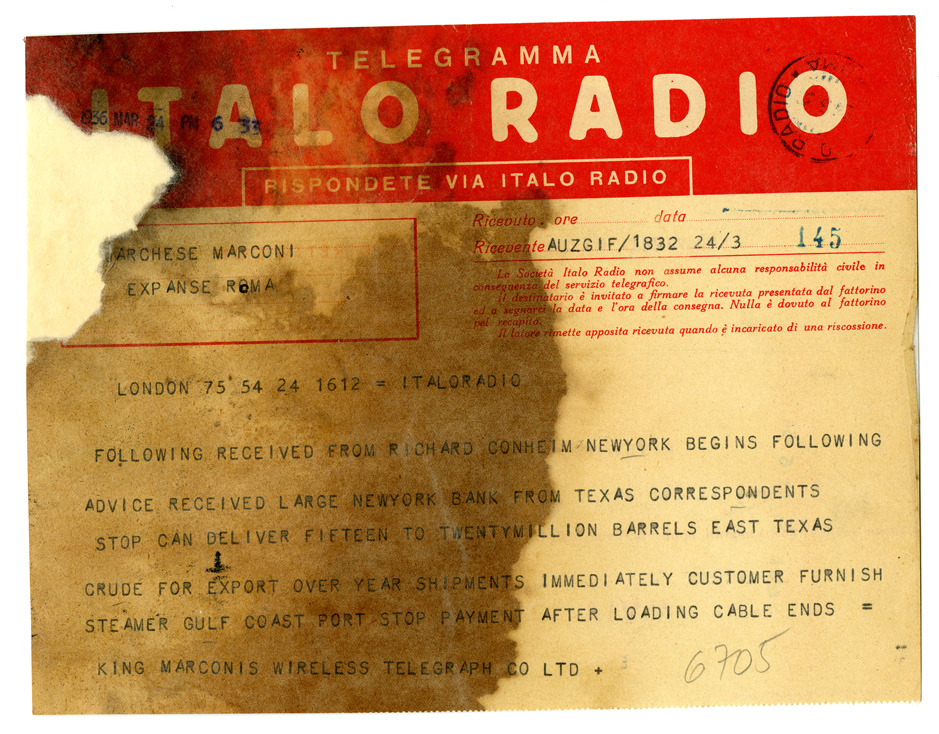 TELEGRAMMA
ITALO RADIO
1936 MAR 24 PM 6 33
RADIO
RISPONDETE VIA ITALO RADIO
Ricevuto. ore data
Ricevente AUZGIF/1832 24/3 145
ARCHESE MARCONI
EXPANSE ROMA
La Società Italo Radio non assume alcuna responsabilità civile in
conseguenza del servizio telegrafico.
Il destinatario è invitato a firmare la ricevuta presentata dal fattorino
ed a segnarci la data e l'ora della consegna. Nulla è dovuto al fattorino
pel recapito.
Il latore rimette apposita ricevuta quando è incaricato di una riscossione.
LONDON 75 54 24 1612 = ITALORADIO
FOLLOWING RECEIVED FROM RICHARD CONHEIM NEWYORK BEGINS FOLLOWING
ADVICE RECEIVED LARGE NEWYORK BANK FROM TEXAS CORRESPONDENTS
STOP CAN DELIVER FIFTEEN TO TWENTYMILLION BARRELS EAST TEXAS
CRUDE FOR EXPORT OVER YEAR SHIPMENTS IMMEDIATELY CUSTOMER FURNISH
STEAMER GULF COAST PORT STOP PAYMENT AFTER LOADING CABLE ENDS =
KING MARCONIS WIRELESS TELEGRAPH CO LTD +
6705